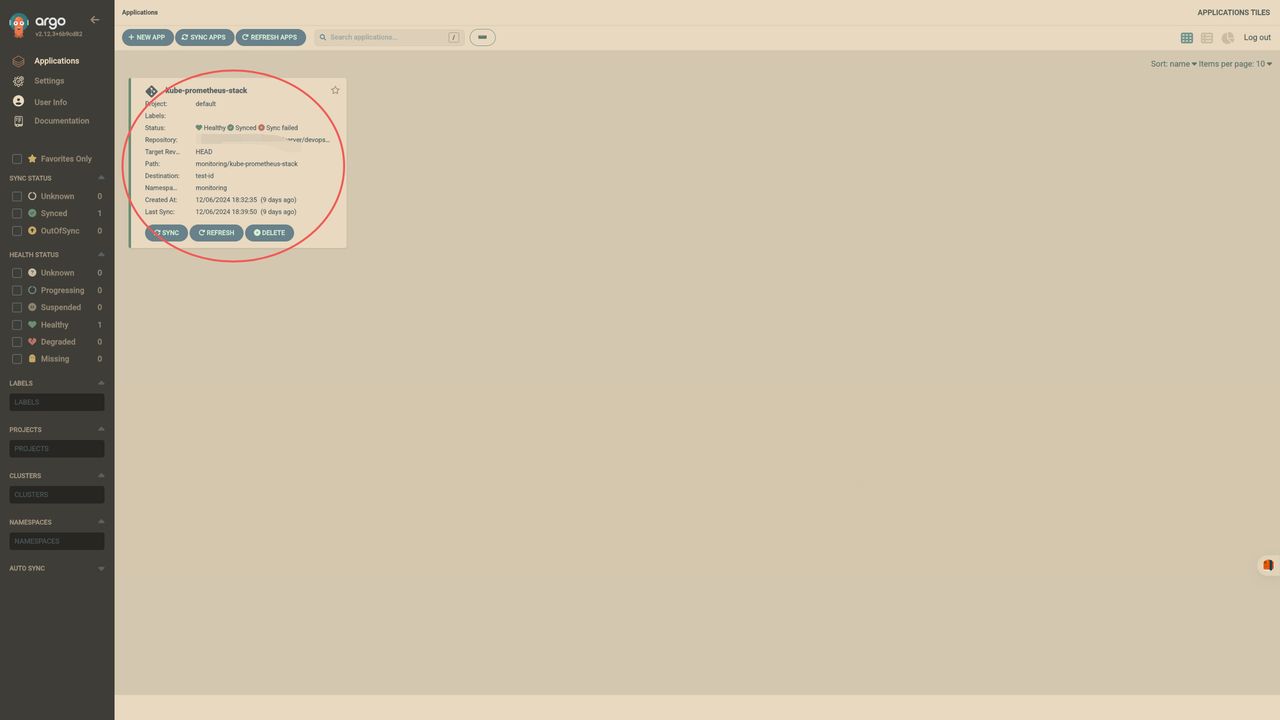 argo
v2.12.3+6b9cd82
Applications
Settings
User Info
Documentation
Favorites Only
SYNC STATUS
Unknown 0
Synced 1
OutOfSync 0
HEALTH STATUS
Unknown 0
Progressing 0
Suspended 0
Healthy 1
Degraded 0
Missing 0
LABELS
LABELS
PROJECTS
PROJECTS
CLUSTERS
CLUSTERS
NAMESPACES
NAMESPACES
AUTO SYNC
Applications
APPLICATIONS TILES
+ NEW APP SYNC APPS REFRESH APPS Search applications... / Log out
Sort: name Items per page: 10
kube-prometheus-stack
Project: default
Labels:
Status: Healthy Synced Sync failed
Repository: erver/devops...
Target Rev... HEAD
Path: monitoring/kube-prometheus-stack
Destination: test-id
Namespa... monitoring
Created At: 12/06/2024 18:32:35 (9 days ago)
Last Sync: 12/06/2024 18:39:50 (9 days ago)
SYNC REFRESH DELETE